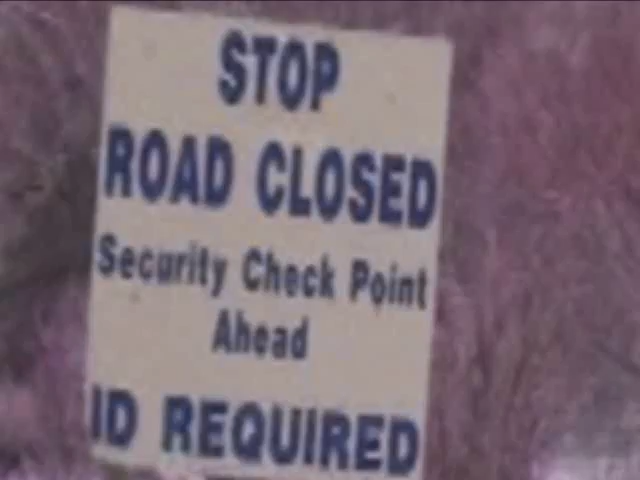 STOP
ROAD CLOSED
Security Check Point
Ahead
ID REQUIRED